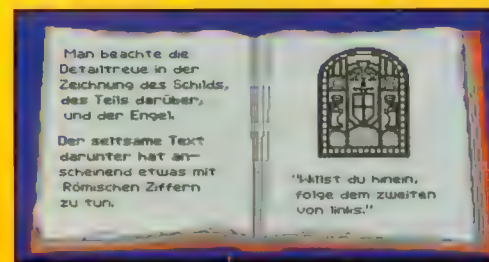 Man beachte die
Detailtreue in der
Zeichnung des Schilds,
des Teils darüber,
und der Engel.
Der seltsame Text
darunter hat an-
scheinend etwas mit
Römischen Ziffern
zu tun.
"Willst du hinein,
folge dem zweiten
von links."